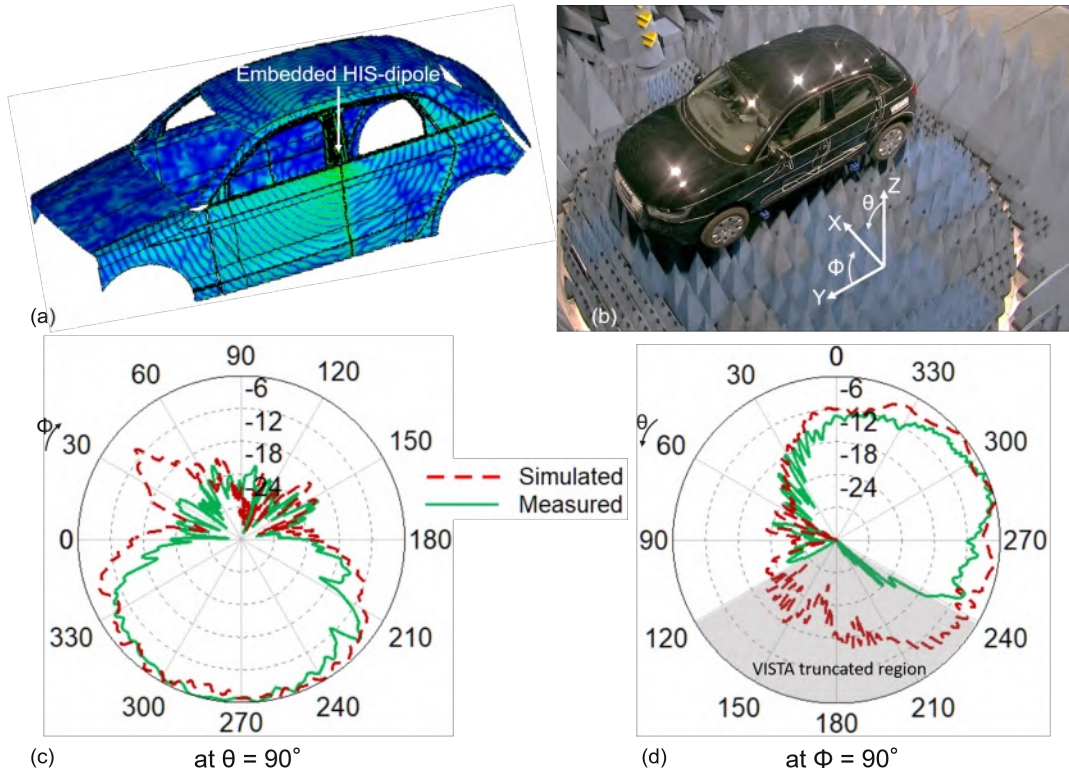 Embedded HIS-dipole
(a)
Z
θ
X
Φ
Y
(b)
90
60
120
-6
-12
-18
-24
Φ
30
150
0
180
330
210
300
240
270
(c)
at θ = 90°
Simulated
Measured
0
30
330
-6
-12
-18
-24
θ
60
300
90
270
120
240
VISTA truncated region
150
210
180
(d)
at Φ = 90°